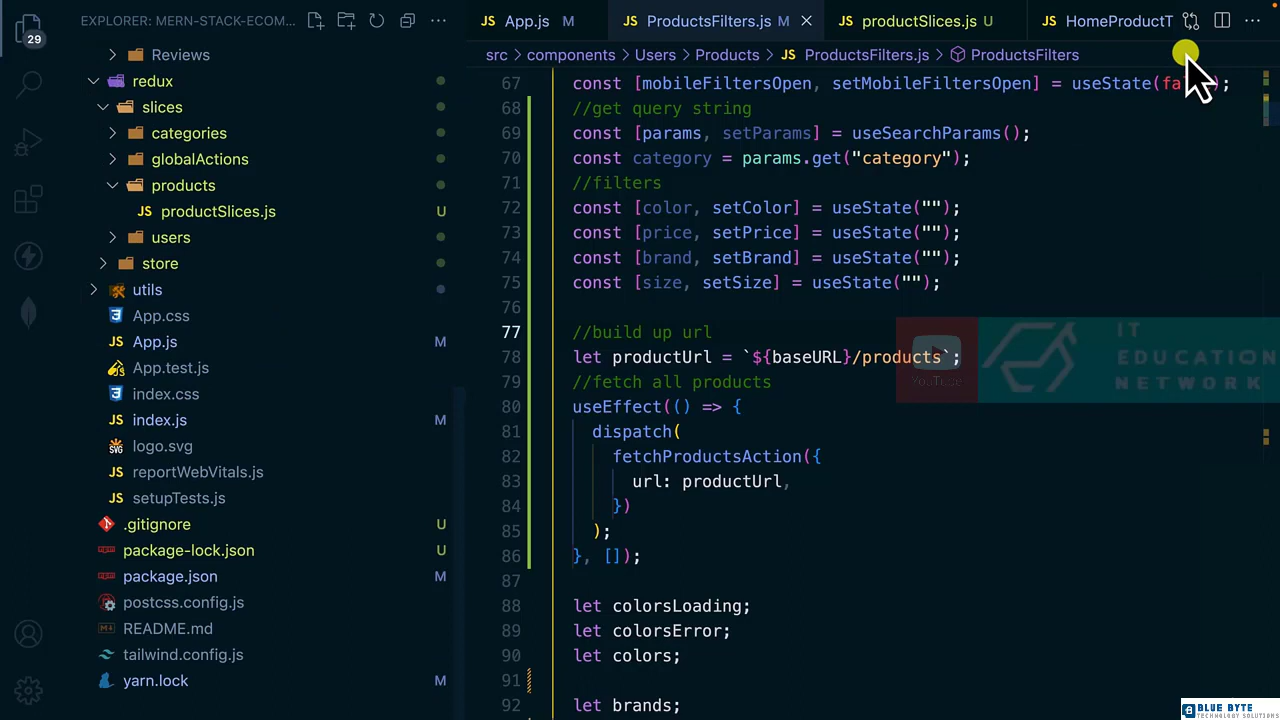 EXPLORER: MERN-STACK-ECOM...
29
Reviews
redux
slices
categories
globalActions
products
JS productSlices.js U
users
store
utils
App.css
JS App.js M
App.test.js
index.css
JS index.js M
logo.svg
reportWebVitals.js
JS setupTests.js
.gitignore U
package-lock.json U
package.json M
postcss.config.js
README.md
tailwind.config.js
yarn.lock M
JS App.js M
JS ProductsFilters.js M
JS productSlices.js U
JS HomeProductT
src > components > Users > Products > JS ProductsFilters.js > ProductsFilters
67 const [mobileFiltersOpen, setMobileFiltersOpen] = useState(fa );
68 //get query string
69 const [params, setParams] = useSearchParams();
70 const category = params.get("category");
71 //filters
72 const [color, setColor] = useState("");
73 const [price, setPrice] = useState("");
74 const [brand, setBrand] = useState("");
75 const [size, setSize] = useState("");
76
77 //build up url
78 let productUrl = `${baseURL}/products`;
79 //fetch all products
80 useEffect(() => {
81 dispatch(
82 fetchProductsAction({
83 url: productUrl,
84 })
85 );
86 }, []);
87
88 let colorsLoading;
89 let colorsError;
90 let colors;
91
92 let brands;
YouTube
IT
EDUCATION
NETWORK
BLUE BYTE
TECHNOLOGY SOLUTIONS